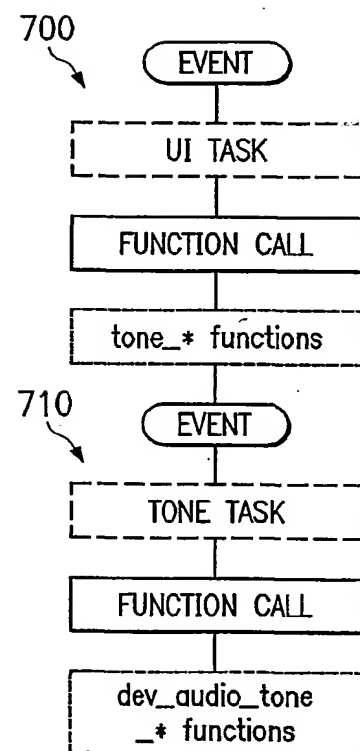 700
EVENT
UI TASK
FUNCTION CALL
tone_* functions
710
EVENT
TONE TASK
FUNCTION CALL
dev_audio_tone
_* functions